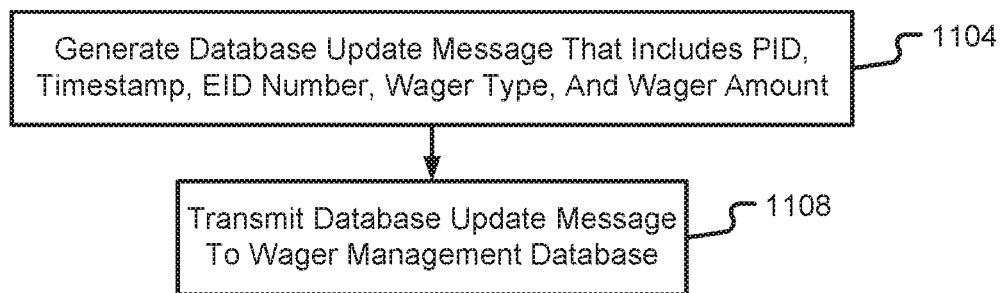 Generate Database Update Message That Includes PID,
Timestamp, EID Number, Wager Type, And Wager Amount
1104
Transmit Database Update Message
To Wager Management Database
1108